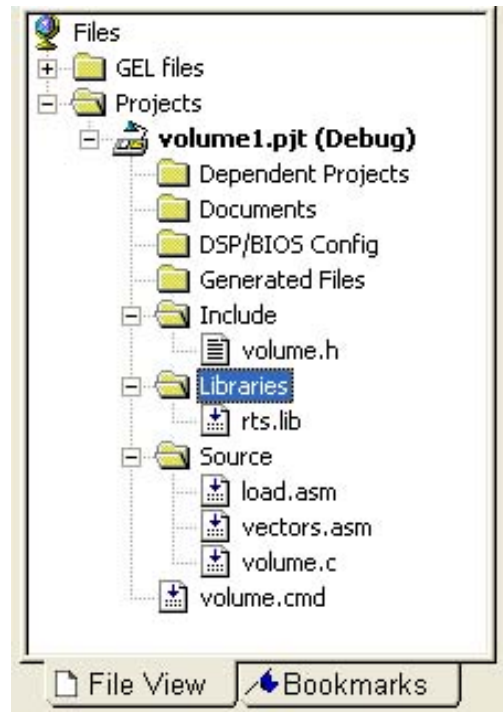 Files
GEL files
Projects
volume1.pjt (Debug)
Dependent Projects
Documents
DSP/BIOS Config
Generated Files
Include
volume.h
Libraries
rts.lib
Source
load.asm
vectors.asm
volume.c
volume.cmd
File View Bookmarks